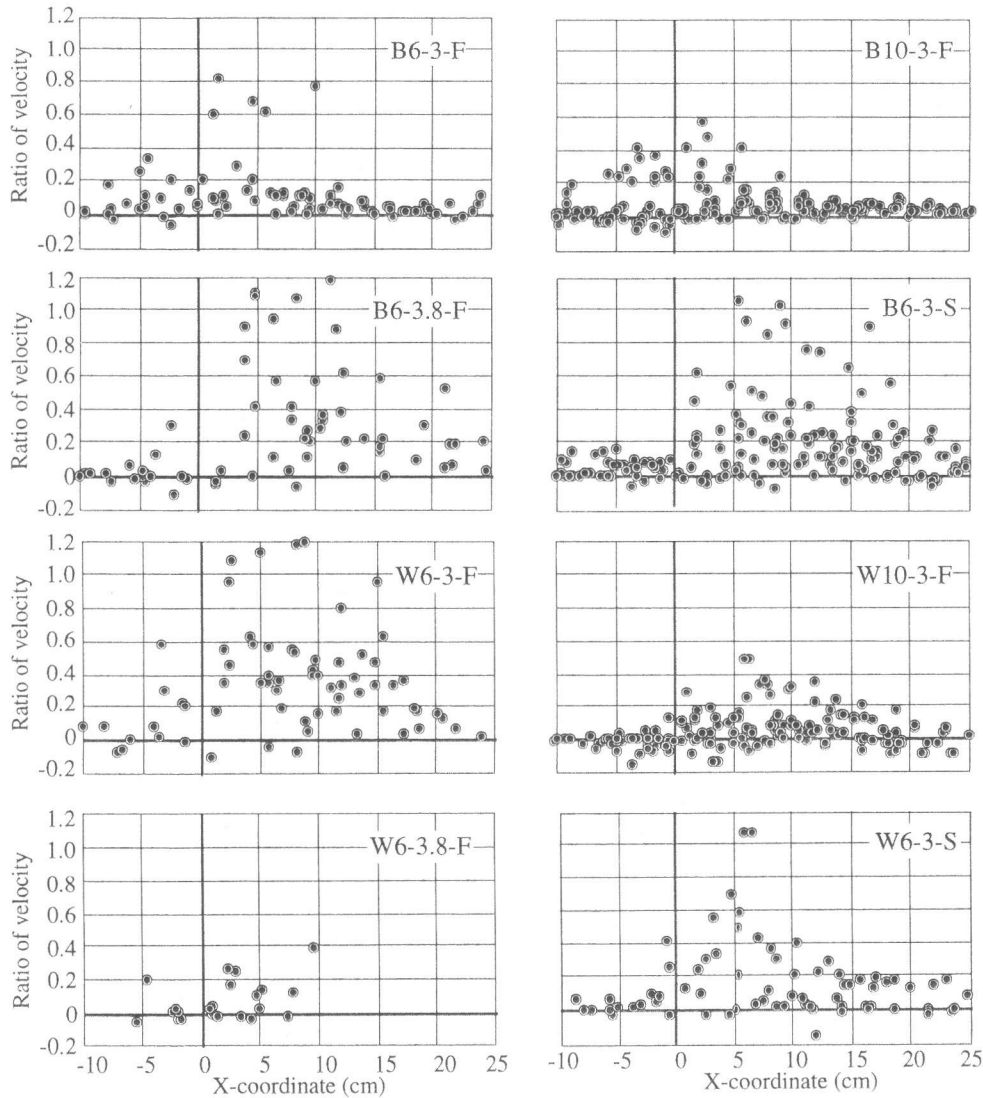 1.2
1.0
0.8
0.6
0.4
0.2
0
-0.2
Ratio of velocity
B6-3-F
B10-3-F
1.2
1.0
0.8
0.6
0.4
0.2
0
-0.2
Ratio of velocity
B6-3.8-F
B6-3-S
1.2
1.0
0.8
0.6
0.4
0.2
0
-0.2
Ratio of velocity
W6-3-F
W10-3-F
1.2
1.0
0.8
0.6
0.4
0.2
0
-0.2
Ratio of velocity
W6-3.8-F
W6-3-S
-10 -5 0 5 10 15 20 25
X-coordinate (cm)
-10 -5 0 5 10 15 20 25
X-coordinate (cm)